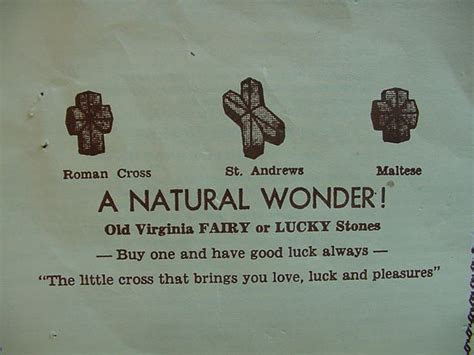 Roman Cross St. Andrews Maltese
A NATURAL WONDER!
Old Virginia FAIRY or LUCKY Stones
— Buy one and have good luck always —
"The little cross that brings you love, luck and pleasures"